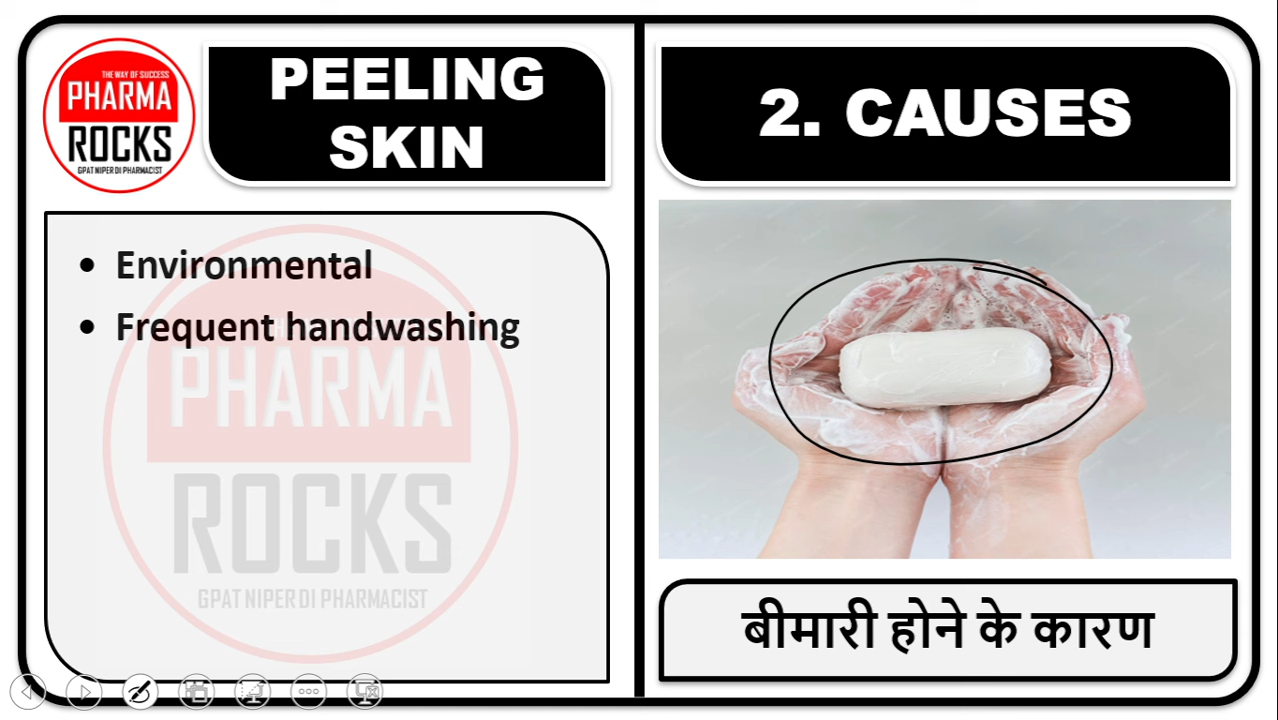 THE WAY OF SUCCESS
PHARMA
ROCKS
GPAT NIPER DI PHARMACIST
PEELING
SKIN
2. CAUSES
• Environmental
• Frequent handwashing
PHARMA
ROCKS
GPAT NIPER DI PHARMACIST
बीमारी होने के कारण